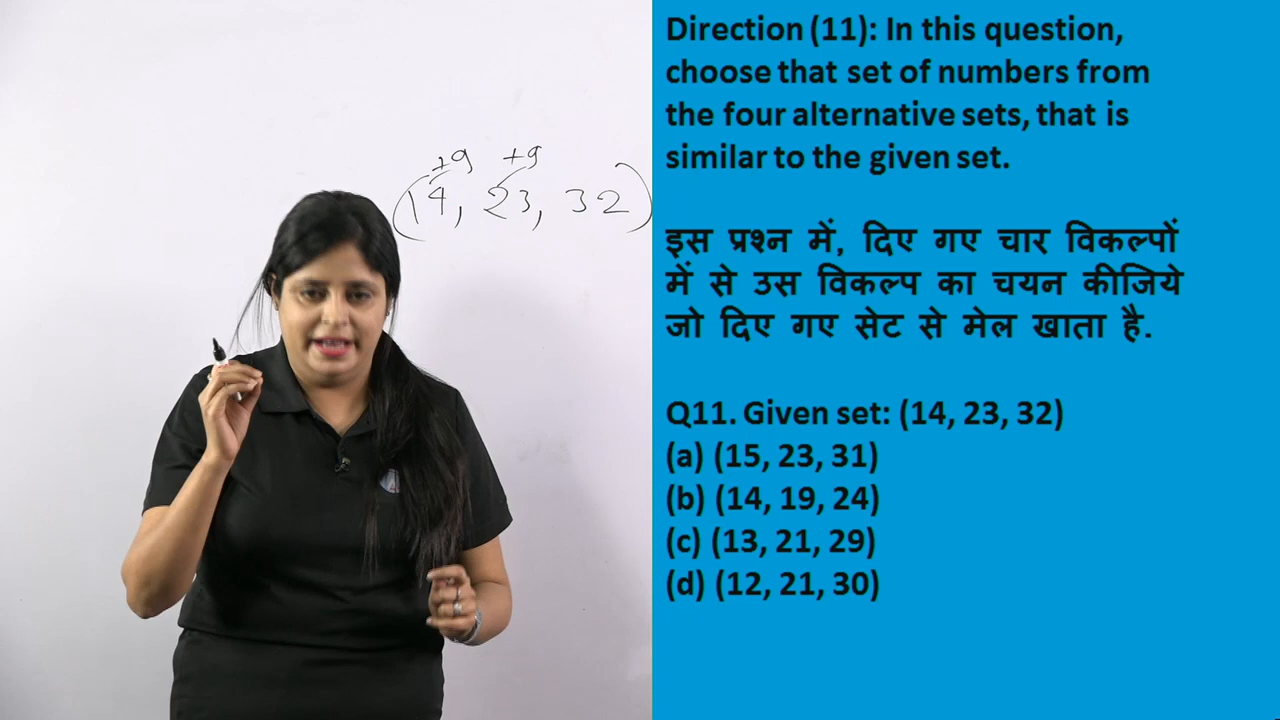 +9 +9
(14, 23, 32)
Direction (11): In this question,
choose that set of numbers from
the four alternative sets, that is
similar to the given set.
इस प्रश्न में, दिए गए चार विकल्पों
में से उस विकल्प का चयन कीजिये
जो दिए गए सेट से मेल खाता है.
Q11. Given set: (14, 23, 32)
(a) (15, 23, 31)
(b) (14, 19, 24)
(c) (13, 21, 29)
(d) (12, 21, 30)